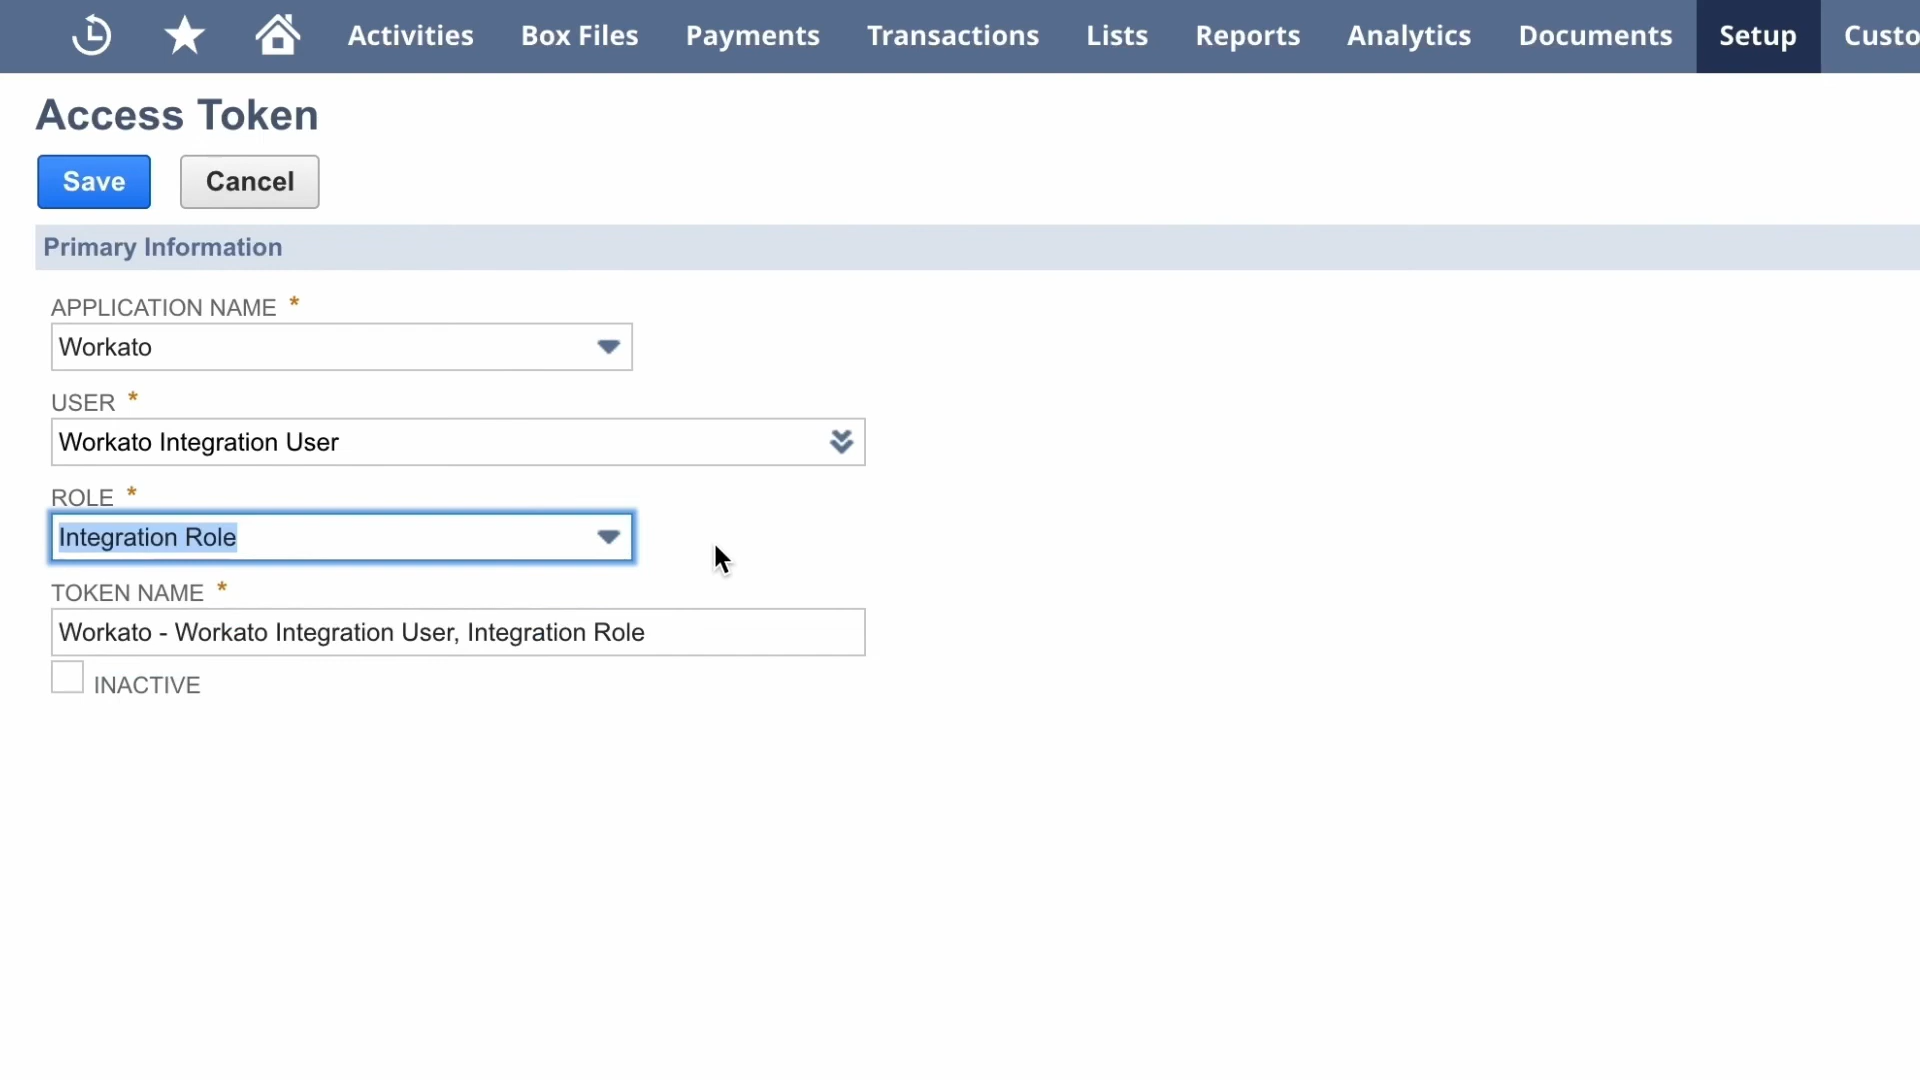 Activities Box Files Payments Transactions Lists Reports Analytics Documents Setup Custo
Access Token
Save Cancel
Primary Information
APPLICATION NAME *
Workato
USER *
Workato Integration User
ROLE *
Integration Role
TOKEN NAME *
Workato - Workato Integration User, Integration Role
INACTIVE